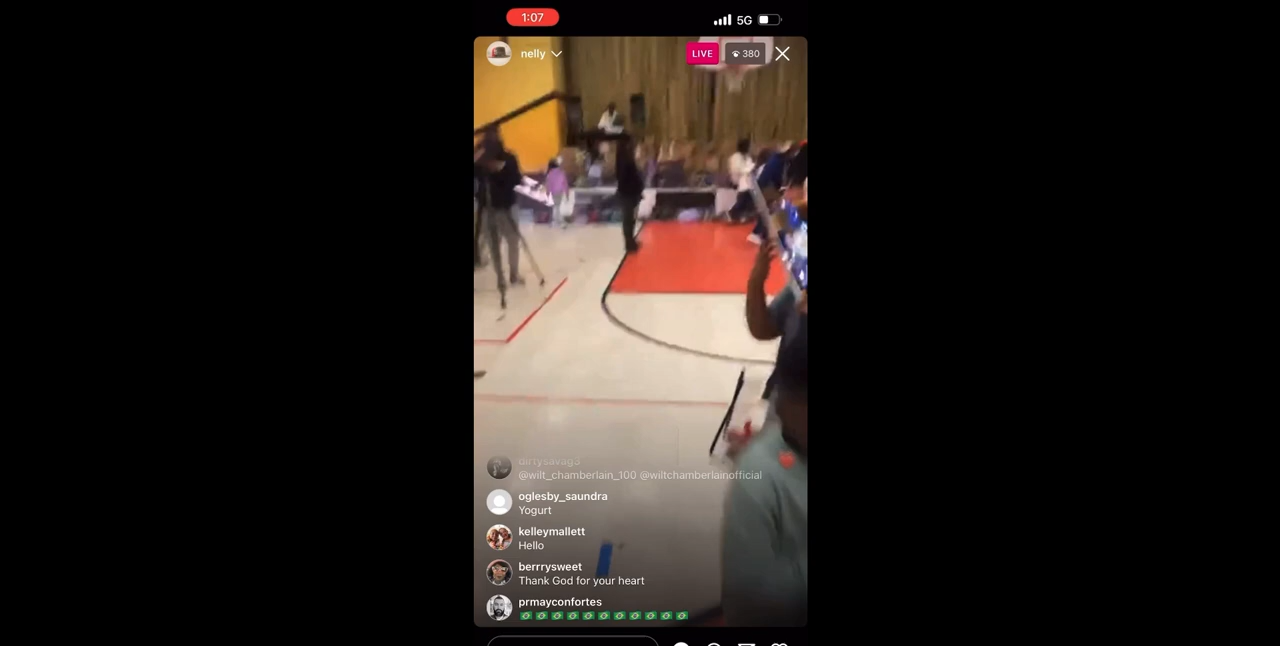 1:07
5G
nelly
LIVE
380
dirtysavag3
@wilt_chamberlain_100 @wiltchamberlainofficial
oglesby_saundra
Yogurt
kelleymallett
Hello
berrrysweet
Thank God for your heart
prmayconfortes
🇧🇷🇧🇷🇧🇷🇧🇷🇧🇷🇧🇷🇧🇷🇧🇷🇧🇷🇧🇷🇧🇷